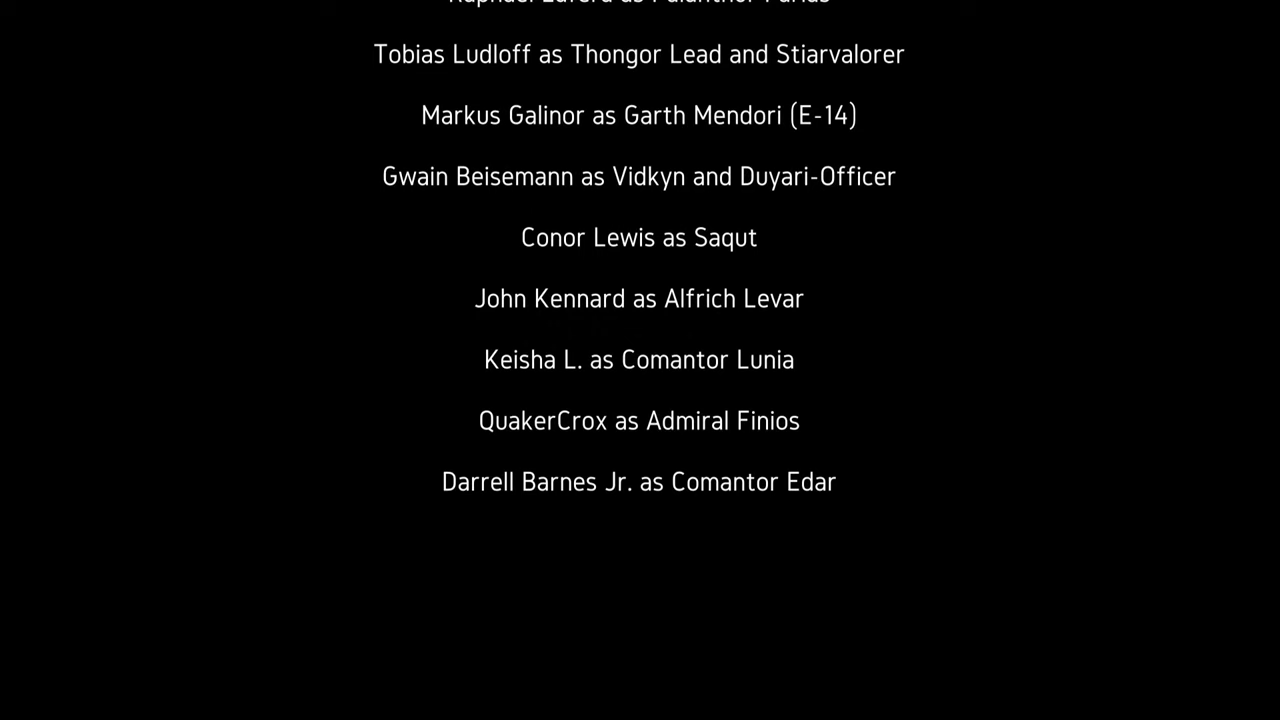 as
Tobias Ludloff as Thongor Lead and Stiarvalorer
Markus Galinor as Garth Mendori (E-14)
Gwain Beisemann as Vidkyn and Duyari-Officer
Conor Lewis as Saqut
John Kennard as Alfrich Levar
Keisha L. as Comantor Lunia
QuakerCrox as Admiral Finios
Darrell Barnes Jr. as Comantor Edar